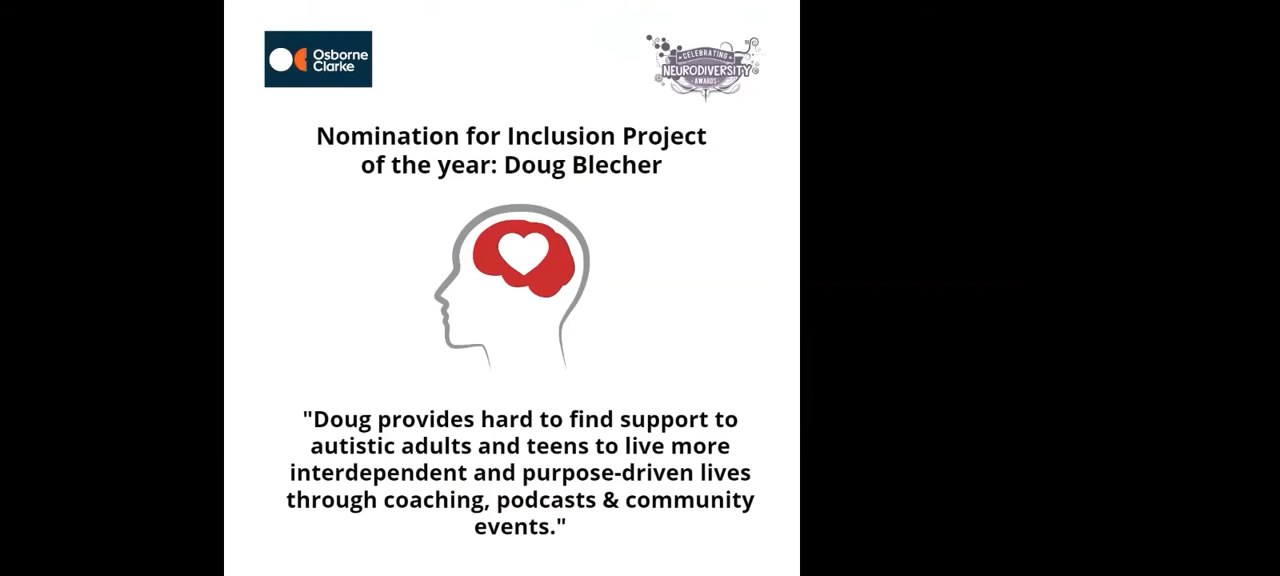 Osborne
Clarke
CELEBRATING
NEURODIVERSITY
AWARDS
Nomination for Inclusion Project
of the year: Doug Blecher
"Doug provides hard to find support to
autistic adults and teens to live more
interdependent and purpose-driven lives
through coaching, podcasts & community
events."